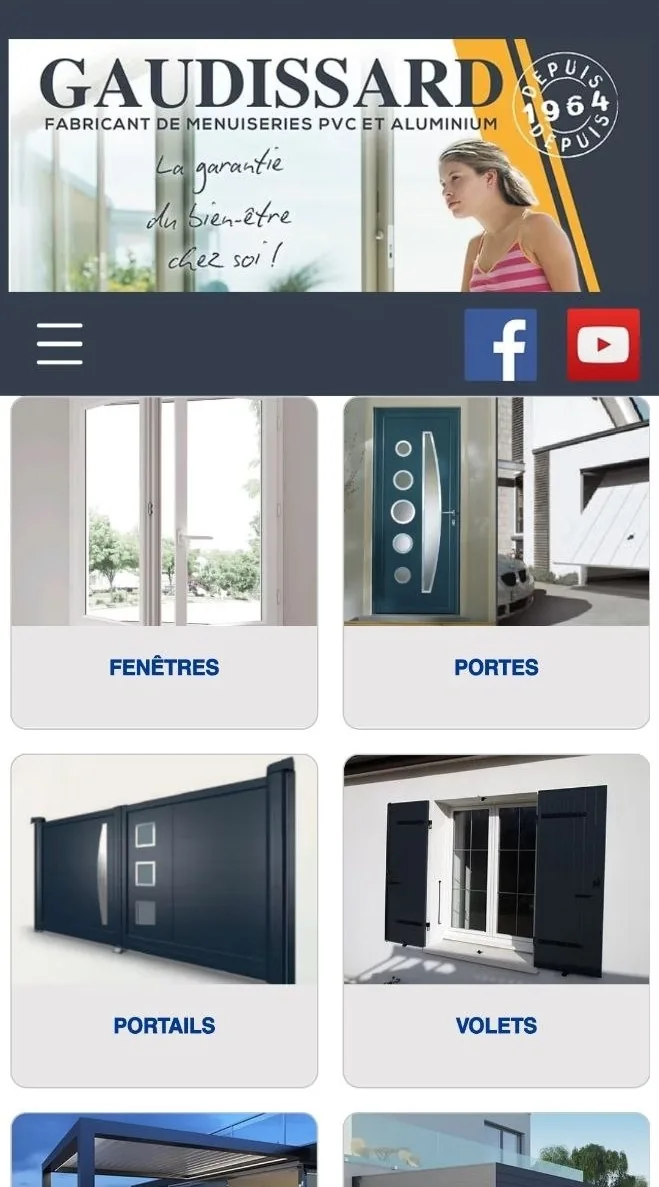 GAUDISSARD
FABRICANT DE MENUISERIES PVC ET ALUMINIUM
DEPUIS
1964
DEPUIS
La garantie
du bien-être
chez soi !
FENÊTRES
PORTES
PORTAILS
VOLETS